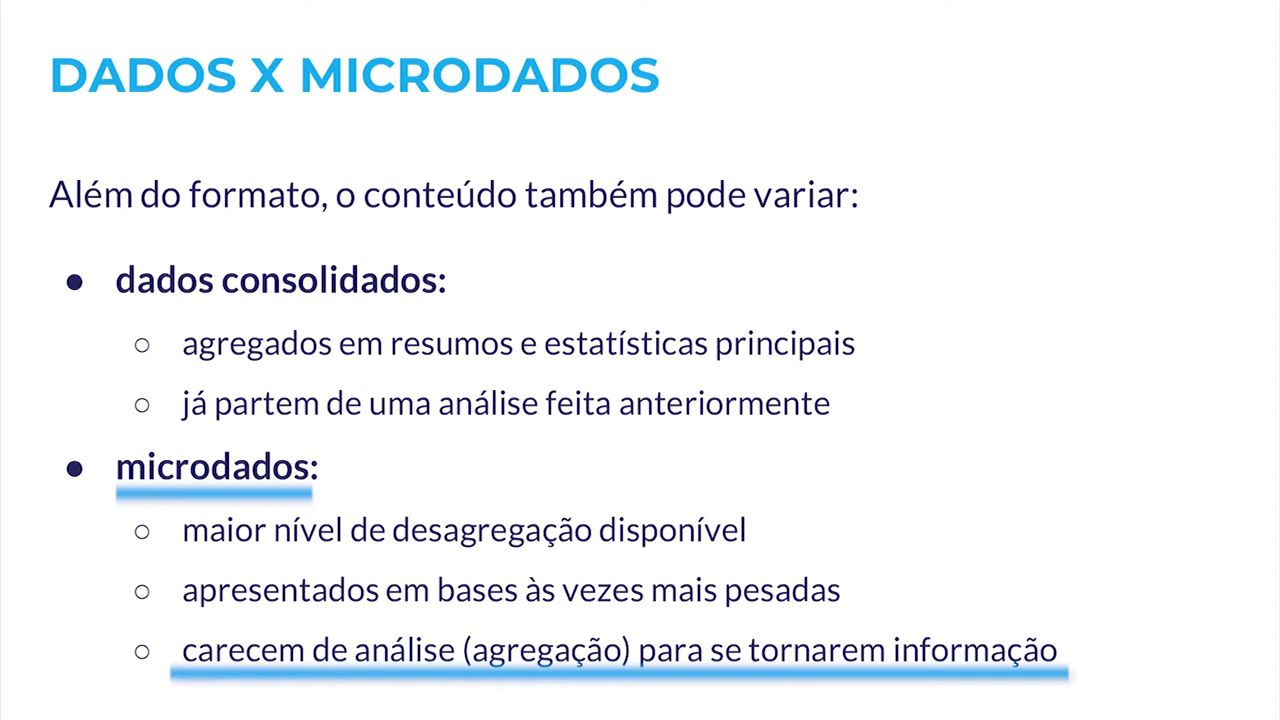 DADOS X MICRODADOS
Além do formato, o conteúdo também pode variar:
● dados consolidados:
○ agregados em resumos e estatísticas principais
○ já partem de uma análise feita anteriormente
● microdados:
○ maior nível de desagregação disponível
○ apresentados em bases às vezes mais pesadas
○ carecem de análise (agregação) para se tornarem informação